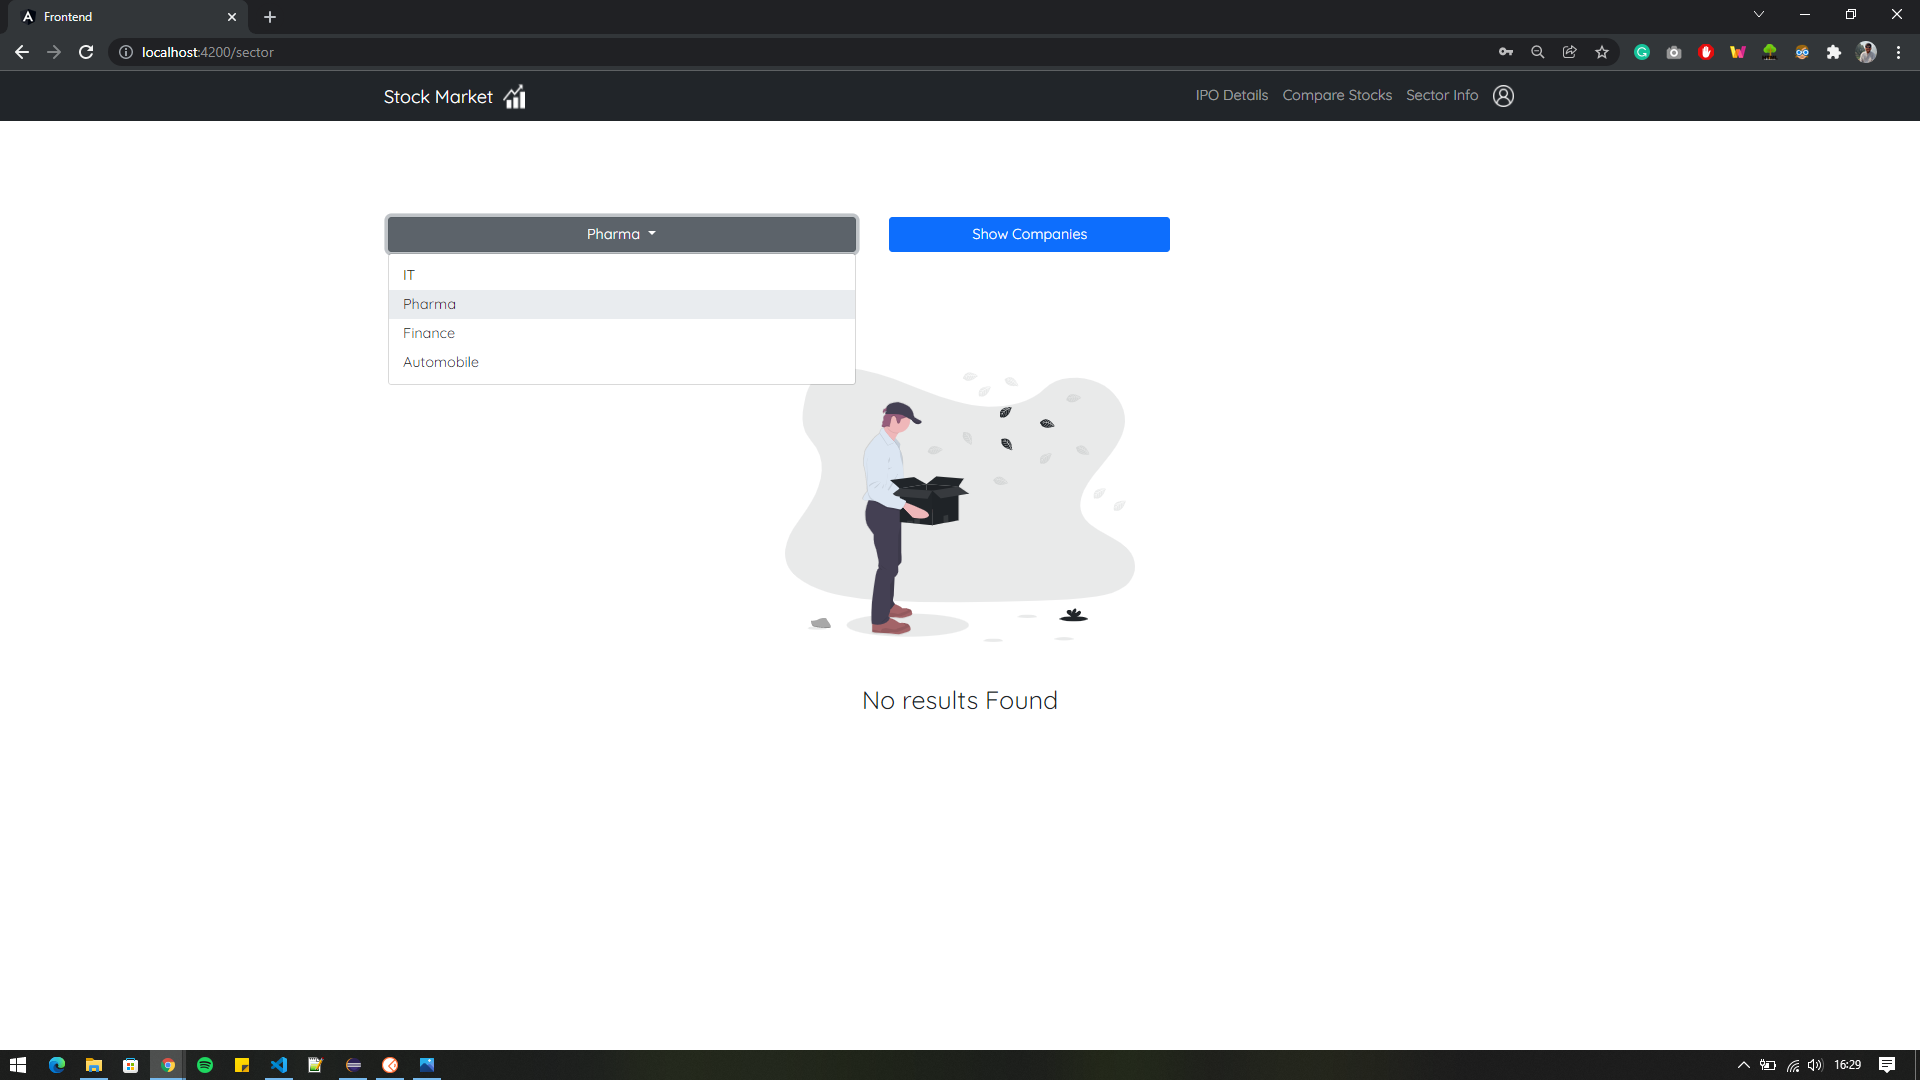 Frontend
localhost:4200/sector
Stock Market
IPO Details
Compare Stocks
Sector Info
Pharma
Show Companies
IT
Pharma
Finance
Automobile
No results Found
16:29